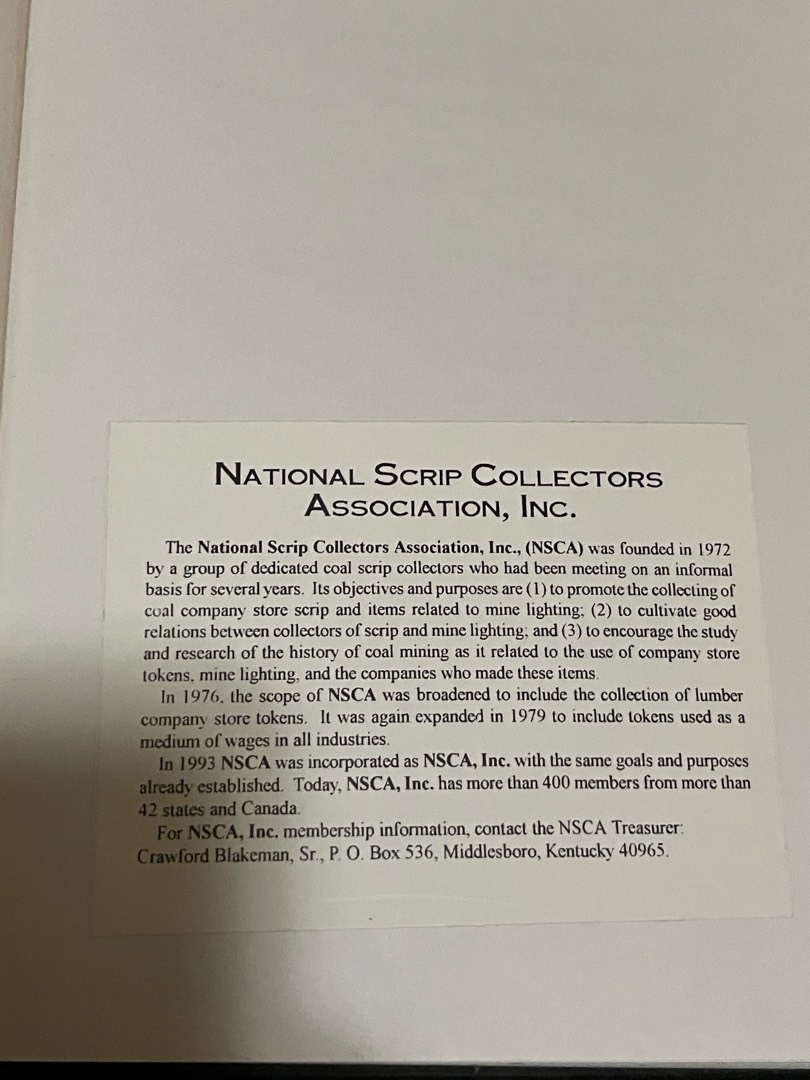 NATIONAL SCRIP COLLECTORS
ASSOCIATION, INC.
The National Scrip Collectors Association, Inc., (NSCA) was founded in 1972
by a group of dedicated coal scrip collectors who had been meeting on an informal
basis for several years. Its objectives and purposes are (1) to promote the collecting of
coal company store scrip and items related to mine lighting; (2) to cultivate good
relations between collectors of scrip and mine lighting; and (3) to encourage the study
and research of the history of coal mining as it related to the use of company store
tokens, mine lighting, and the companies who made these items.
In 1976, the scope of NSCA was broadened to include the collection of lumber
company store tokens. It was again expanded in 1979 to include tokens used as a
medium of wages in all industries.
In 1993 NSCA was incorporated as NSCA, Inc. with the same goals and purposes
already established. Today, NSCA, Inc. has more than 400 members from more than
42 states and Canada.
For NSCA, Inc. membership information, contact the NSCA Treasurer:
Crawford Blakeman, Sr., P. O. Box 536, Middlesboro, Kentucky 40965.